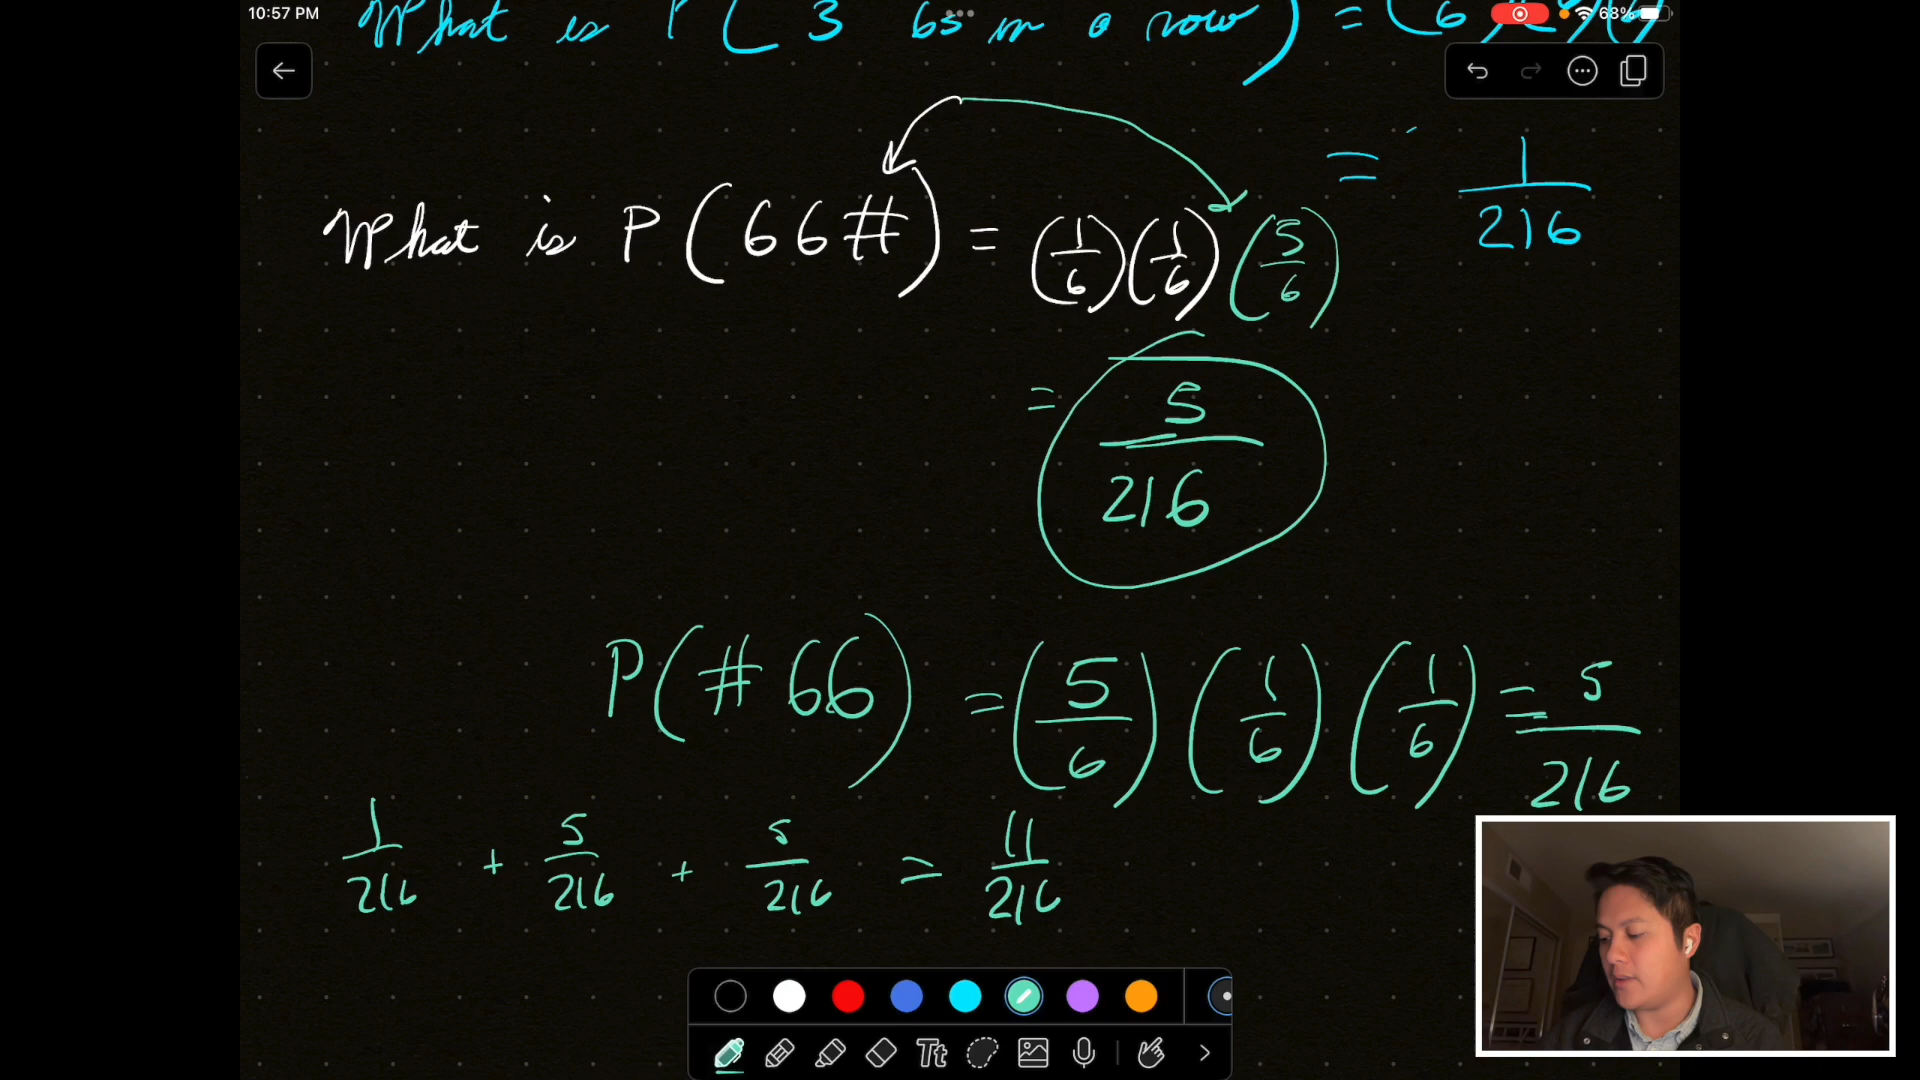 10:57 PM 68%
What is P( 3 6s in a row ) = (
= 1/216
What is P(66#) = (1/6)(1/6)(5/6)
= 5/216
P(#66) = (5/6)(1/6)(1/6) = 5/216
1/216 + 5/216 + 5/216 = 11/216
Tt